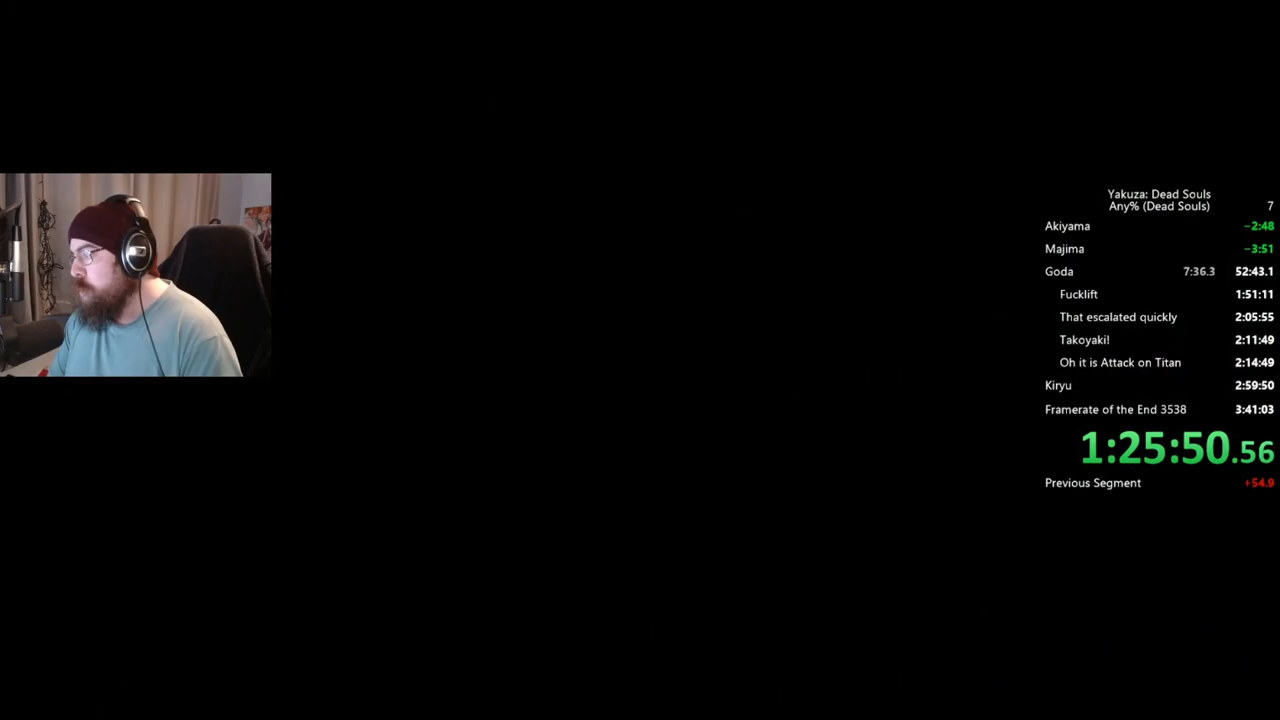 Yakuza: Dead Souls
Any% (Dead Souls) 7
Akiyama −2:48
Majima −3:51
Goda 7:36.3 52:43.1
Fucklift 1:51:11
That escalated quickly 2:05:55
Takoyaki! 2:11:49
Oh it is Attack on Titan 2:14:49
Kiryu 2:59:50
Framerate of the End 3538 3:41:03
1:25:50.56
Previous Segment +54.9